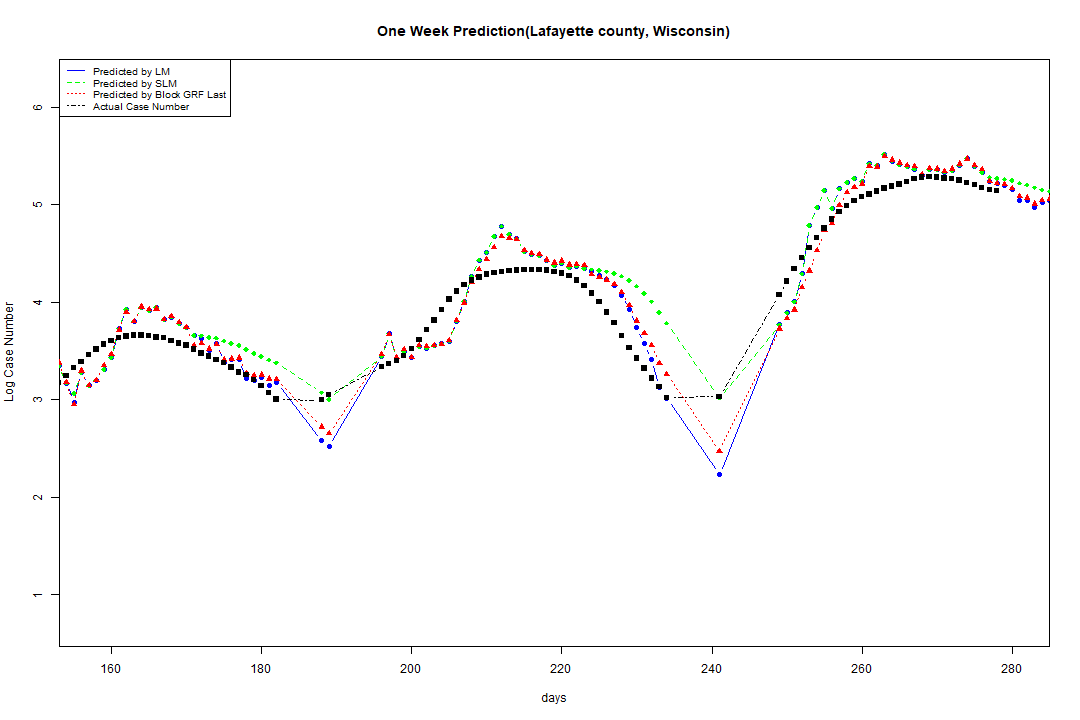 One Week Prediction(Lafayette county, Wisconsin)
Predicted by LM
Predicted by SLM
Predicted by Block GRF Last
Actual Case Number
Log Case Number
6
5
4
3
2
1
160 180 200 220 240 260 280
days